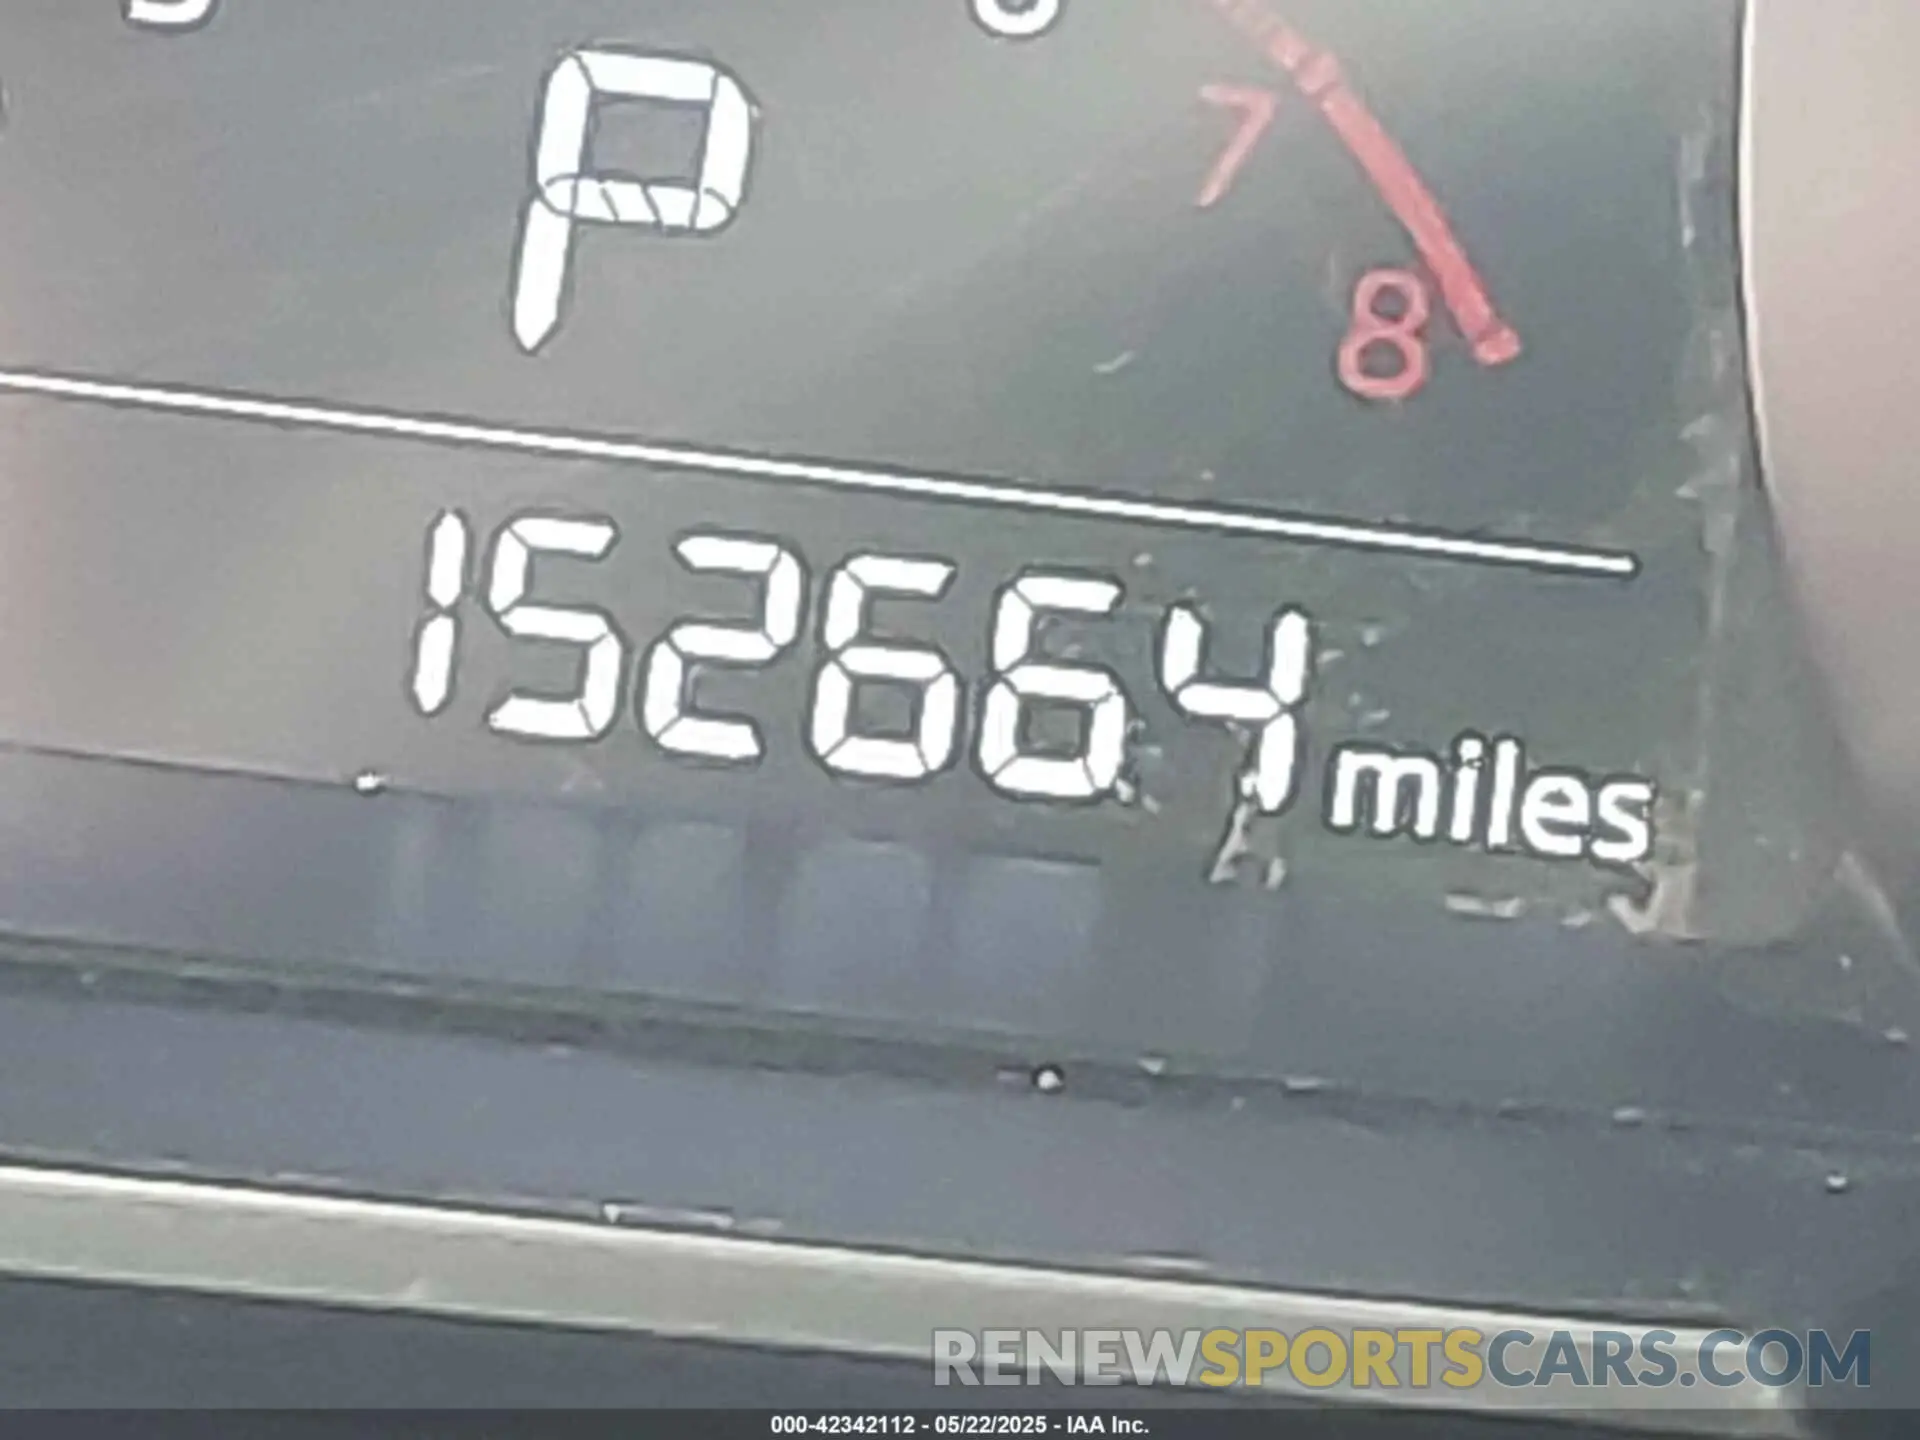 P
7
8
152664 miles
RENEWSPORTSCARS.COM
000-42342112 - 05/22/2025 - IAA Inc.